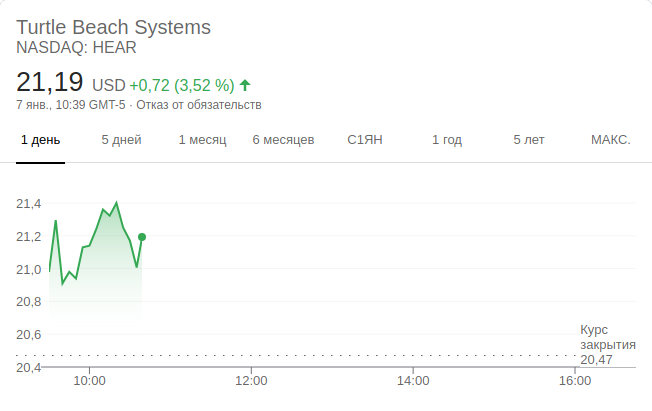 Turtle Beach Systems
NASDAQ: HEAR
21,19 USD +0,72 (3,52 %)
7 янв., 10:39 GMT-5 · Отказ от обязательств
1 день 5 дней 1 месяц 6 месяцев С1ЯН 1 год 5 лет МАКС.
21,4
21,2
21,0
20,8
20,6
Курс
закрытия
20,47
20,4
10:00 12:00 14:00 16:00